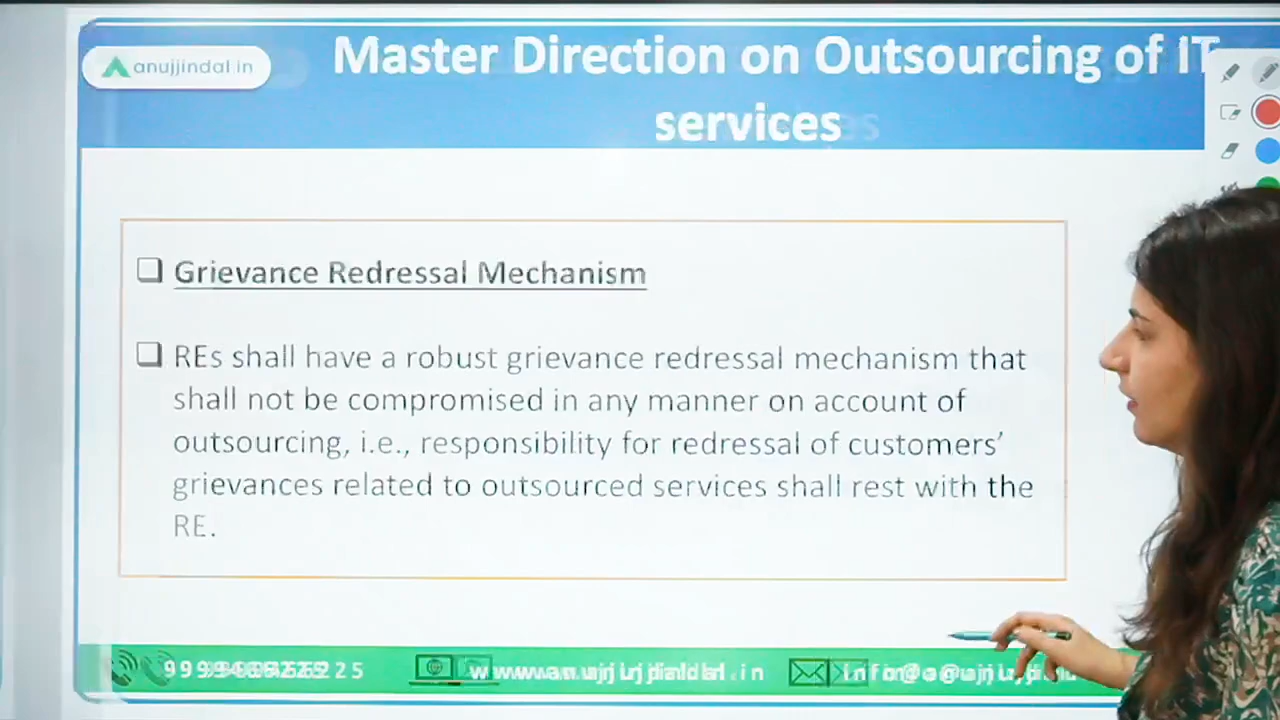 anujjindal.in
Master Direction on Outsourcing of IT
services
Grievance Redressal Mechanism
REs shall have a robust grievance redressal mechanism that
shall not be compromised in any manner on account of
outsourcing, i.e., responsibility for redressal of customers’
grievances related to outsourced services shall rest with the
RE.